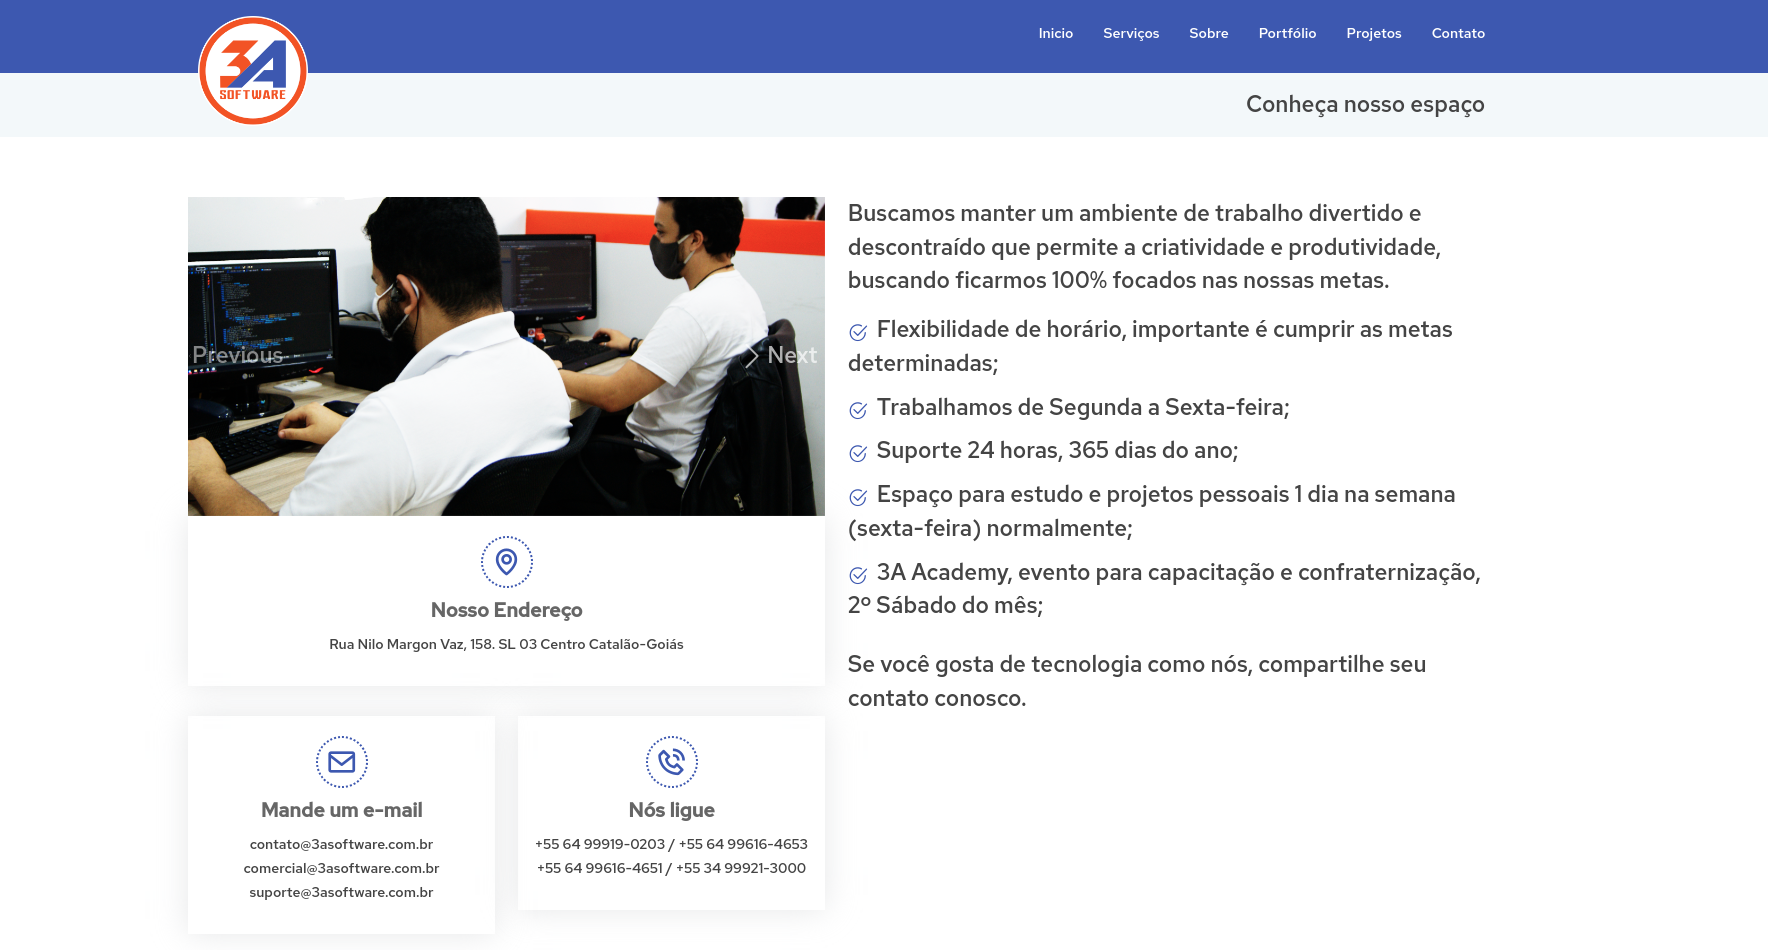 3A
SOFTWARE
Inicio Serviços Sobre Portfólio Projetos Contato
Conheça nosso espaço
Previous
Next
Buscamos manter um ambiente de trabalho divertido e
descontraído que permite a criatividade e produtividade,
buscando ficarmos 100% focados nas nossas metas.
Flexibilidade de horário, importante é cumprir as metas
determinadas;
Trabalhamos de Segunda a Sexta-feira;
Suporte 24 horas, 365 dias do ano;
Espaço para estudo e projetos pessoais 1 dia na semana
(sexta-feira) normalmente;
3A Academy, evento para capacitação e confraternização,
2º Sábado do mês;
Se você gosta de tecnologia como nós, compartilhe seu
contato conosco.
Nosso Endereço
Rua Nilo Margon Vaz, 158. SL 03 Centro Catalão-Goiás
Mande um e-mail
contato@3asoftware.com.br
comercial@3asoftware.com.br
suporte@3asoftware.com.br
Nós ligue
+55 64 99919-0203 / +55 64 99616-4653
+55 64 99616-4651 / +55 34 99921-3000